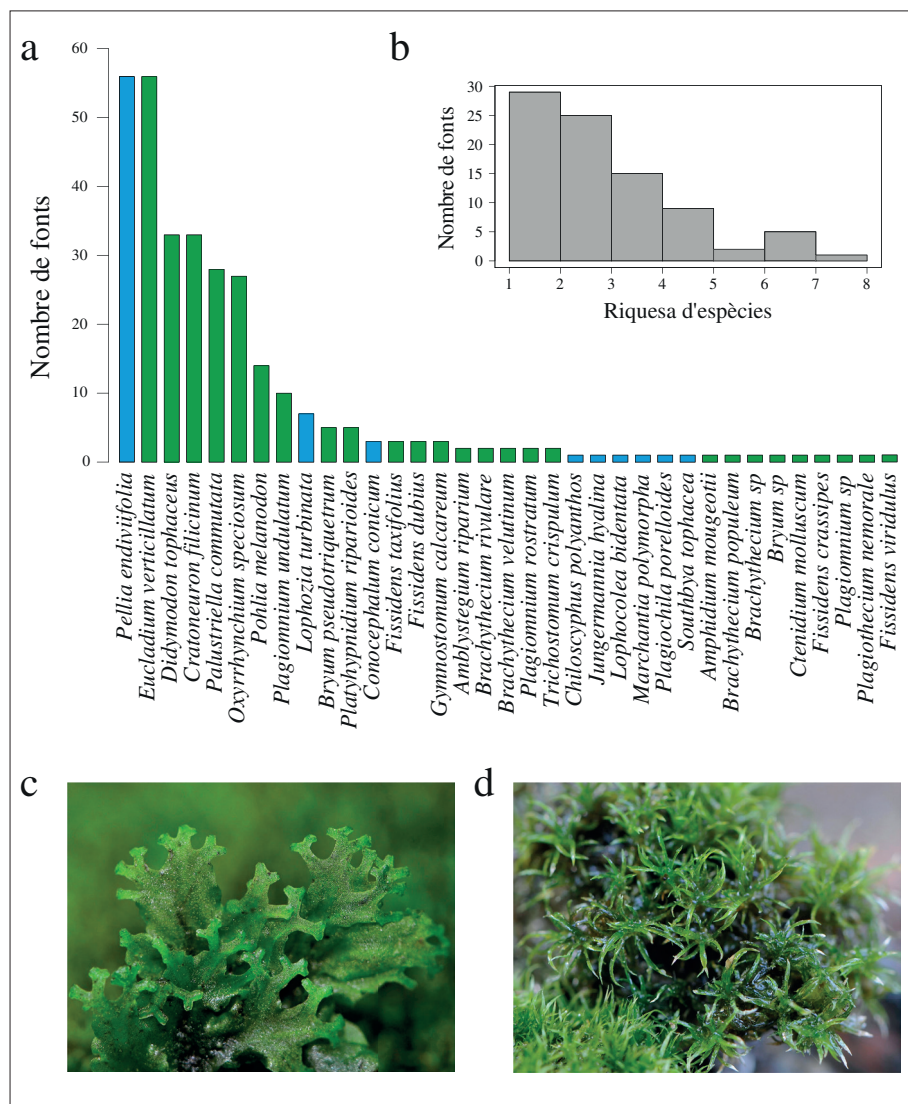 a
60
50
40
30
20
10
0
Nombre de fonts
Pellia endiviifolia
Eucladium verticillatum
Didymodon tophaceus
Cratoneuron filicinum
Palustriella commutata
Oxyrrhynchium speciosum
Pohlia melanodon
Plagiomnium undulatum
Lophozia turbinata
Bryum pseudotriquetrum
Platyhypnidium riparioides
Conocephalum conicum
Fissidens taxifolius
Fissidens dubius
Gymnostomum calcareum
Amblystegium riparium
Brachythecium rivulare
Brachythecum velutinum
Plagiomnium rostratum
Trichostomum crispulum
Chiloscyphus polyanthos
Jungermannia hyalina
Lophocolea bidentata
Marchantia polymorpha
Plagiochila porelloides
Southbya tophacea
Amphidium mougeotii
Brachythecium populeum
Brachythecium sp
Bryum sp
Ctenidium molluscum
Fissidens crassipes
Plagiomnium sp
Plagiothecum nemorale
Fissidens viridulus
b
30
25
20
15
10
5
0
Nombre de fonts
1 2 3 4 5 6 7 8
Riquesa d'espècies
c
d